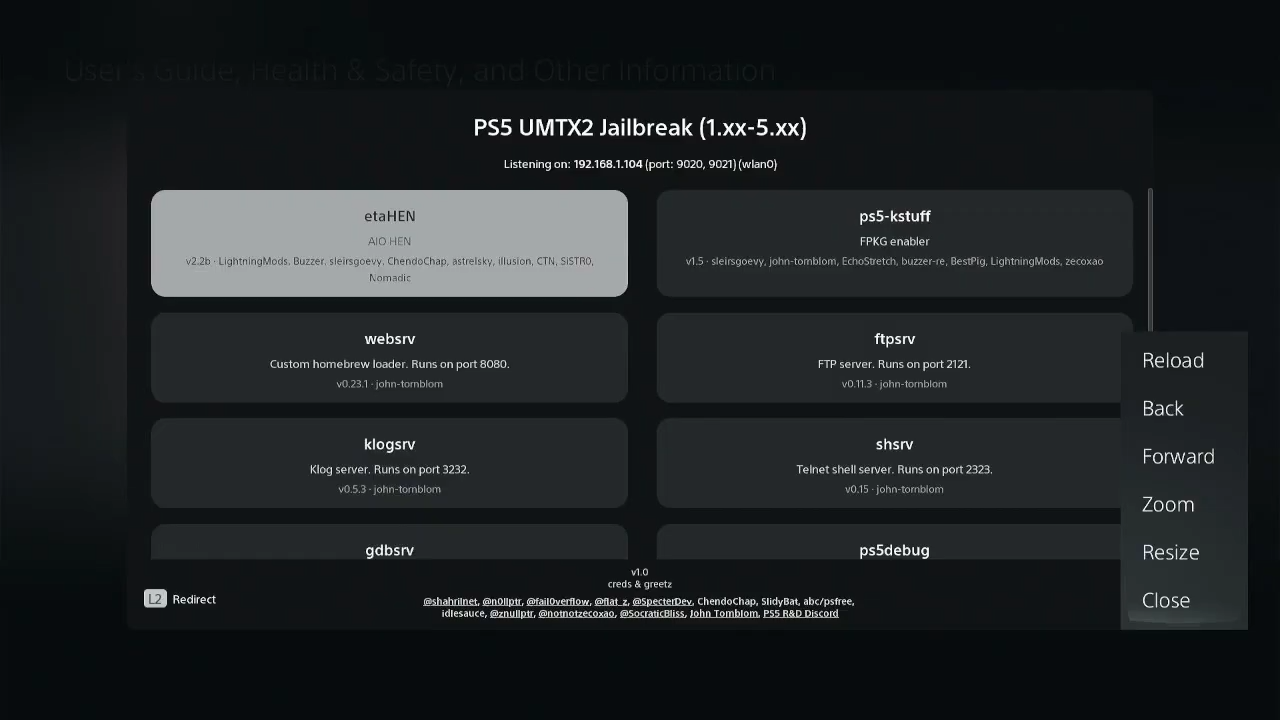 User's Guide, Health & Safety, and Other Information
PS5 UMTX2 Jailbreak (1.xx-5.xx)
Listening on: 192.168.1.104 (port: 9020, 9021) (wlan0)
etaHEN
AIO HEN
v2.2b · LightningMods, Buzzer, sleirsgoevy, ChendoChap, astrelsky, illusion, CTN, SiSTR0,
Nomadic
ps5-kstuff
FPKG enabler
v1.5 · sleirsgoevy, john-tornblom, EchoStretch, buzzer-re, BestPig, LightningMods, zecoxao
websrv
Custom homebrew loader. Runs on port 8080.
v0.23.1 · john-tornblom
ftpsrv
FTP server. Runs on port 2121.
v0.11.3 · john-tornblom
klogsrv
Klog server. Runs on port 3232.
v0.5.3 · john-tornblom
shsrv
Telnet shell server. Runs on port 2323.
v0.15 · john-tornblom
gdbsrv
ps5debug
Reload
Back
Forward
Zoom
Resize
Close
v1.0
creds & greetz
L2 Redirect
@shahrilnet, @n0llptr, @fail0verflow, @flat_z, @SpecterDev, ChendoChap, SlidyBat, abc/psfree,
idlesauce, @znullptr, @notnotzecoxao, @SocraticBliss, John Tornblom, PS5 R&D Discord